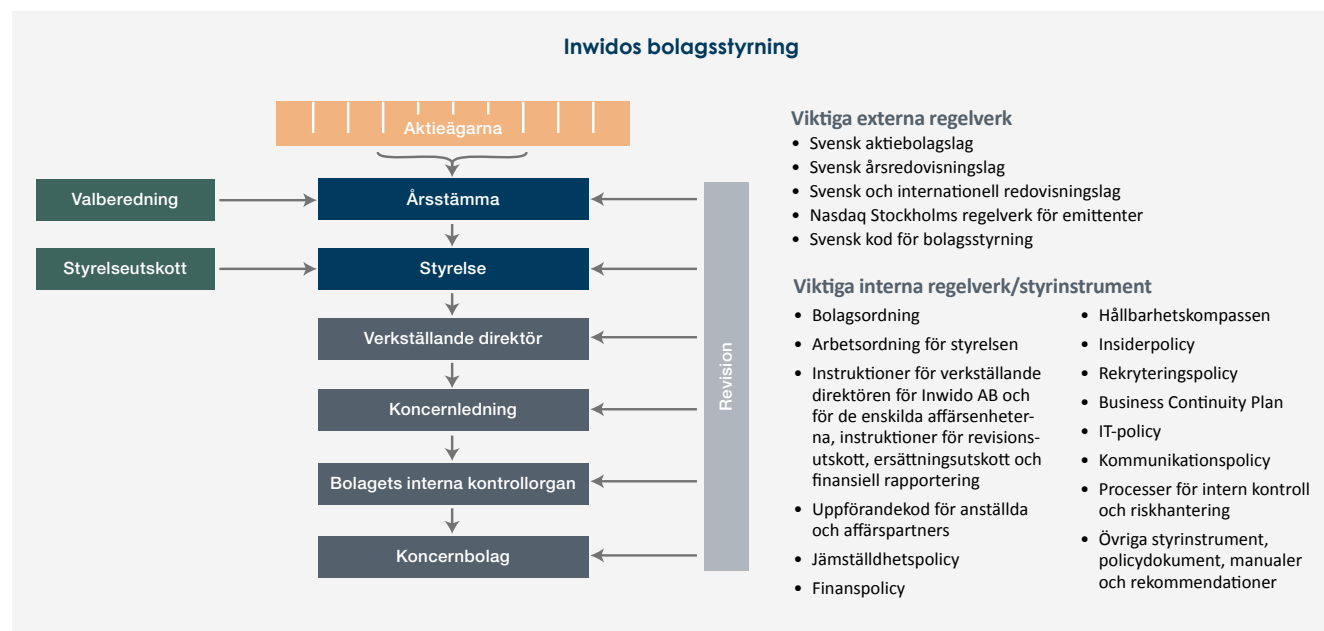 Inwidos bolagsstyrning
Aktieägarna
Valberedning
Årsstämma
Styrelseutskott
Styrelse
Verkställande direktör
Koncernledning
Bolagets interna kontrollorgan
Koncernbolag
Revision
Viktiga externa regelverk
• Svensk aktiebolagslag
• Svensk årsredovisningslag
• Svensk och internationell redovisningslag
• Nasdaq Stockholms regelverk för emittenter
• Svensk kod för bolagsstyrning
Viktiga interna regelverk/styrinstrument
• Bolagsordning
• Arbetsordning för styrelsen
• Instruktioner för verkställande
direktören för Inwido AB och
för de enskilda affärsenheter-
na, instruktioner för revisions-
utskott, ersättningsutskott och
finansiell rapportering
• Uppförandekod för anställda
och affärspartners
• Jämställdhetspolicy
• Finanspolicy
• Hållbarhetskompassen
• Insiderpolicy
• Rekryteringspolicy
• Business Continuity Plan
• IT-policy
• Kommunikationspolicy
• Processer för intern kontroll
och riskhantering
• Övriga styrinstrument,
policydokument, manualer
och rekommendationer